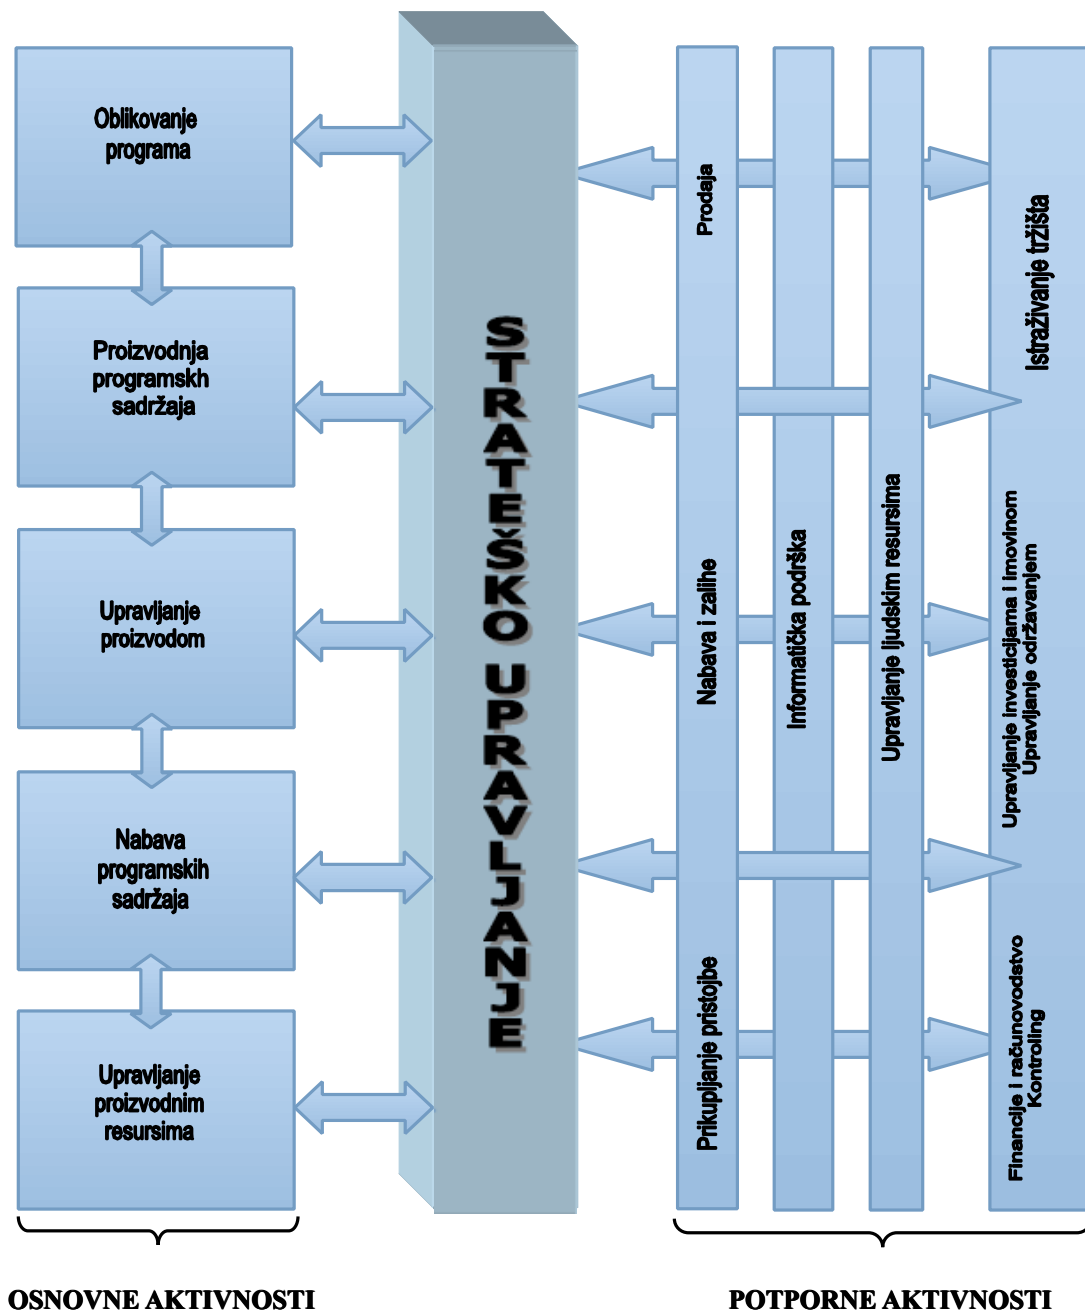 Oblikovanje
programa
Proizvodnja
programskh
sadržaja
Upravljanje
proizvodom
Nabava
programskih
sadržaja
Upravljanje
proizvodnim
resursima
STRATEŠKO UPRAVLJANJE
Prodaja
Nabava i zalihe
Prikupljanje pristojbe
Informatička podrška
Upravljanje ljudskim resursima
Istraživanje tržišta
Upravljanje investicijama i imovinom
Upravljanje održavanjem
Financije i računovodstvo
Kontroling
OSNOVNE AKTIVNOSTI
POTPORNE AKTIVNOSTI